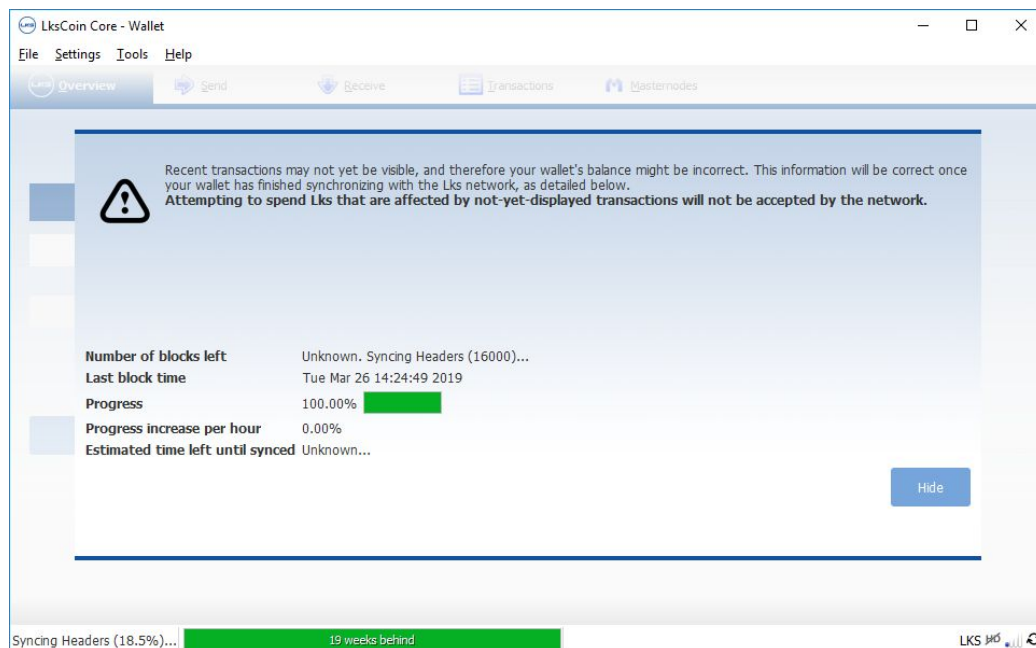 LksCoin Core - Wallet
File Settings Tools Help
LKS Overview Send Receive Transactions Masternodes
Recent transactions may not yet be visible, and therefore your wallet's balance might be incorrect. This information will be correct once
your wallet has finished synchronizing with the Lks network, as detailed below.
Attempting to spend Lks that are affected by not-yet-displayed transactions will not be accepted by the network.
Number of blocks left Unknown. Syncing Headers (16000)...
Last block time Tue Mar 26 14:24:49 2019
Progress 100.00%
Progress increase per hour 0.00%
Estimated time left until synced Unknown...
Hide
Syncing Headers (18.5%)... 19 weeks behind LKS HD